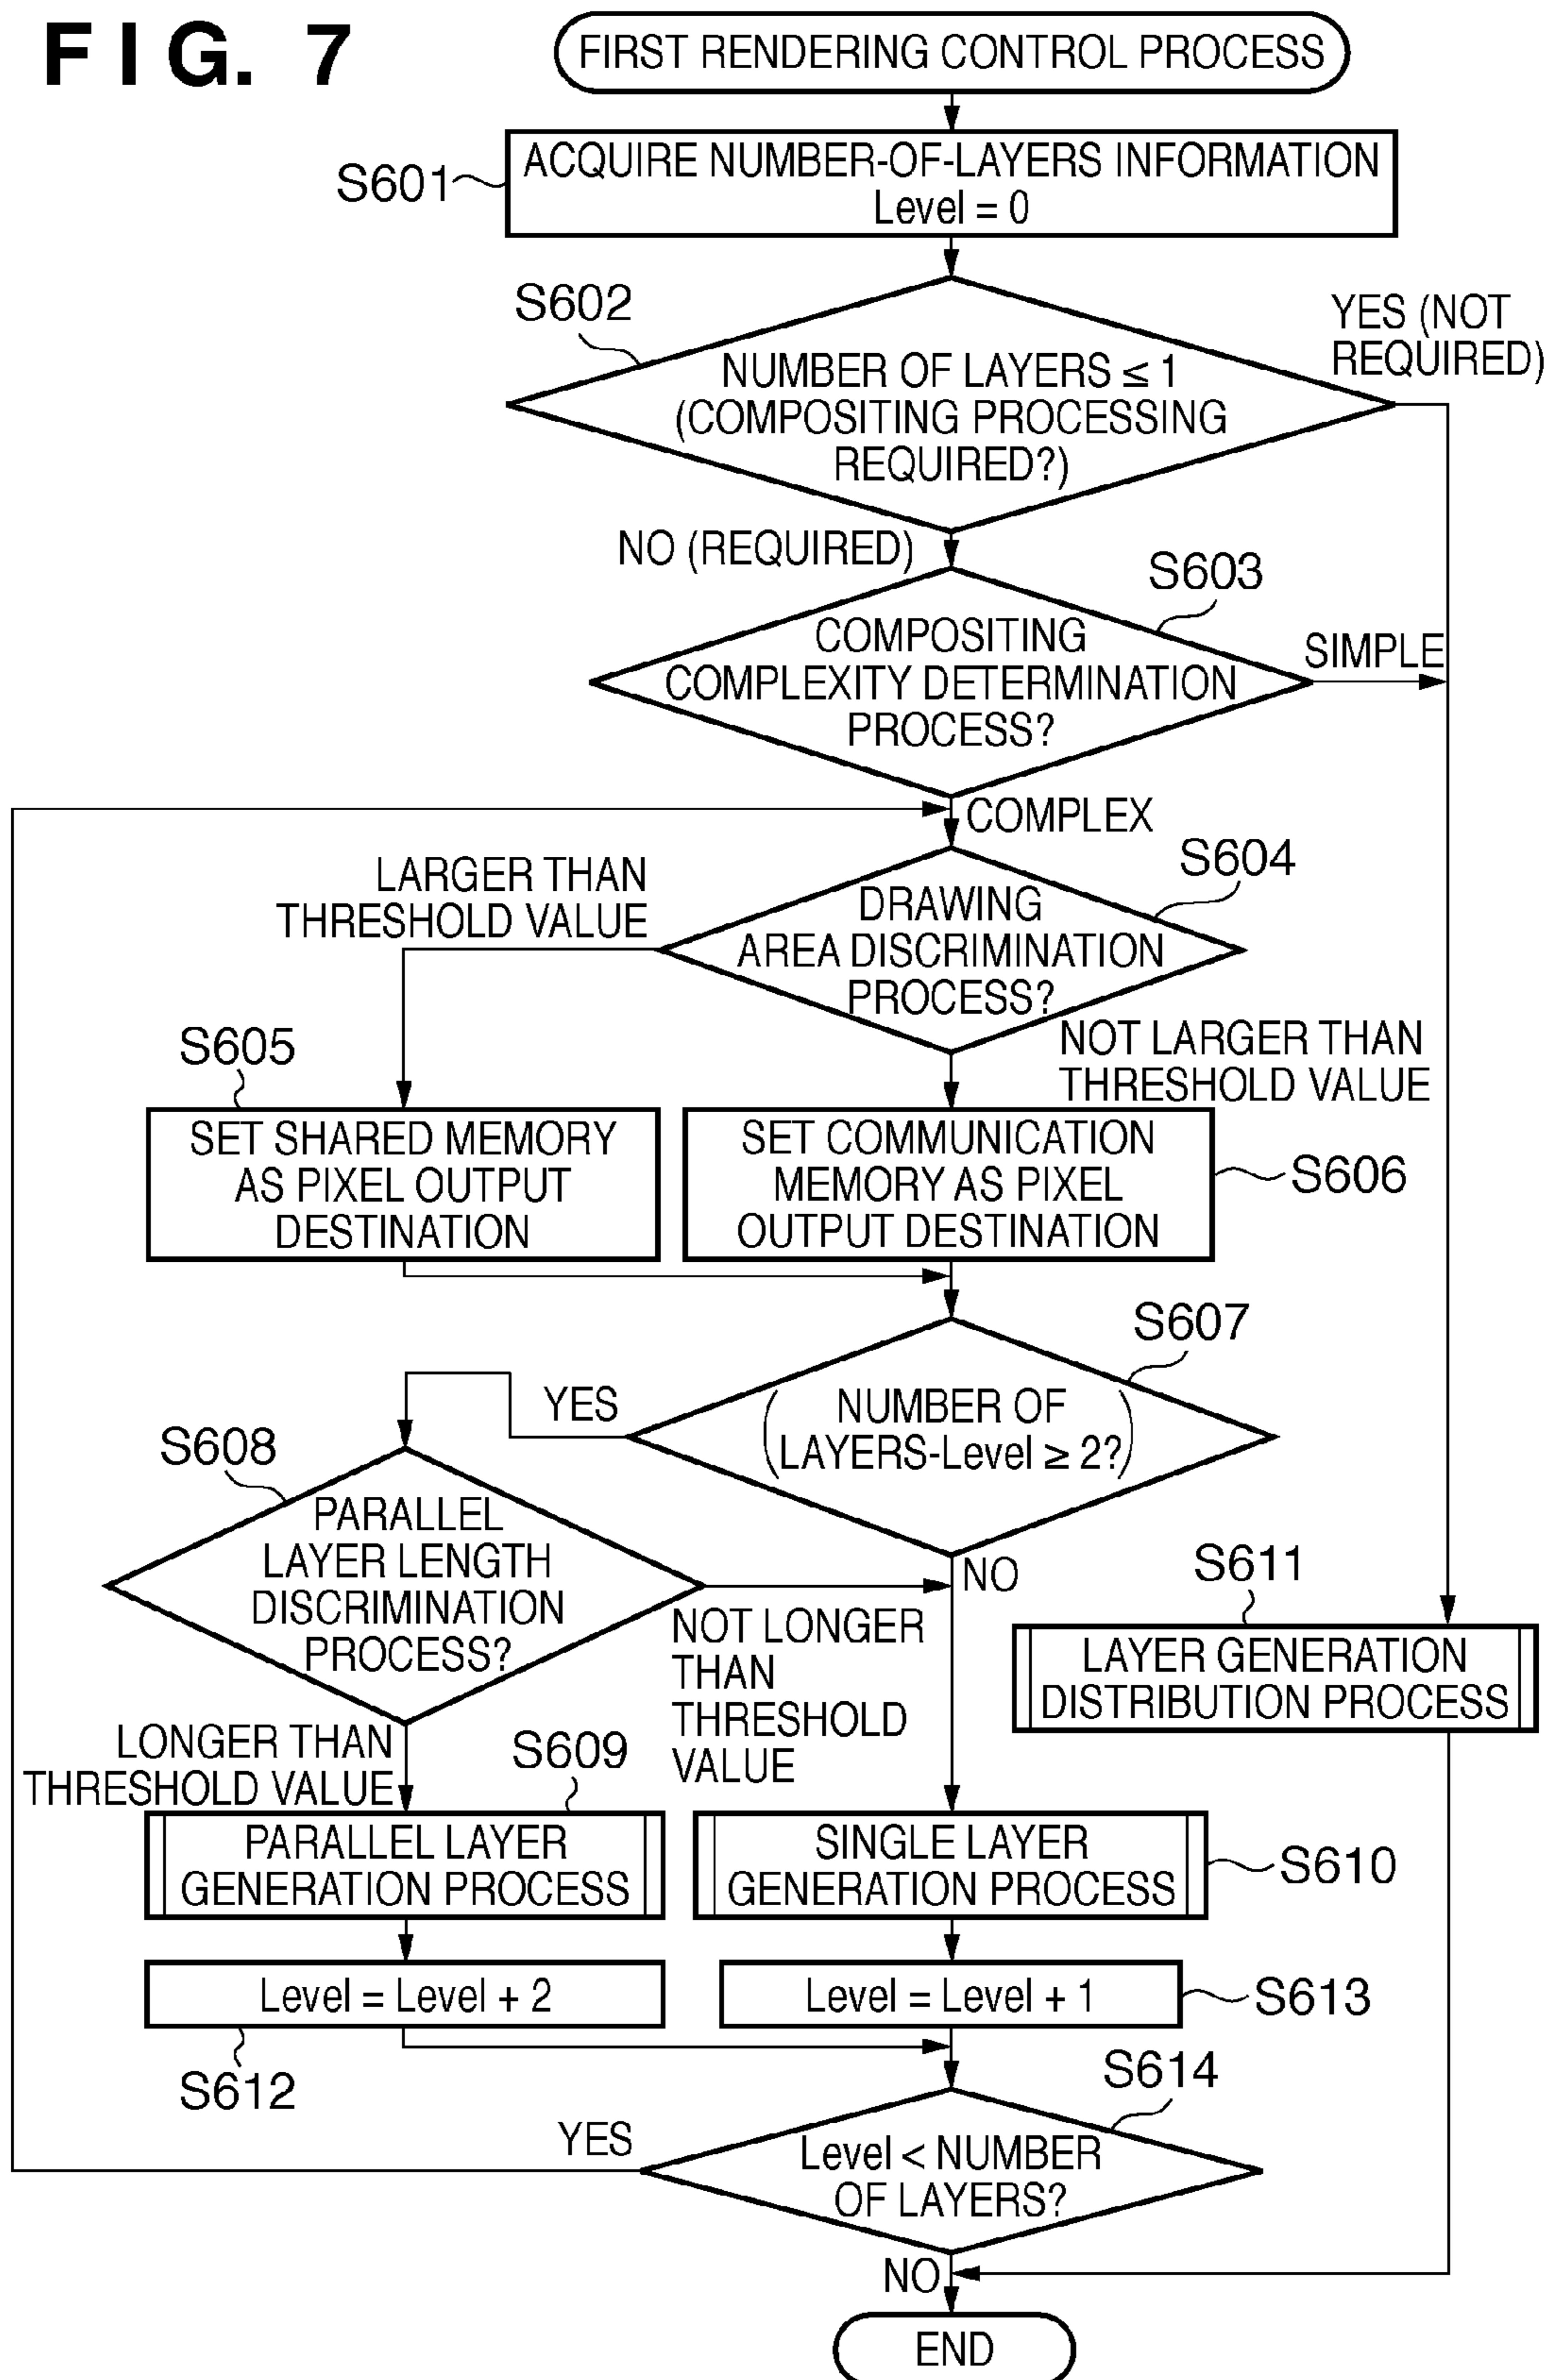 FIG. 7
FIRST RENDERING CONTROL PROCESS
S601
ACQUIRE NUMBER-OF-LAYERS INFORMATION
Level = 0
S602
NUMBER OF LAYERS ≤ 1
(COMPOSITING PROCESSING
REQUIRED?)
YES (NOT
REQUIRED)
NO (REQUIRED)
S603
COMPOSITING
COMPLEXITY DETERMINATION
PROCESS?
SIMPLE
COMPLEX
S604
LARGER THAN
THRESHOLD VALUE
DRAWING
AREA DISCRIMINATION
PROCESS?
NOT LARGER THAN
THRESHOLD VALUE
S605
SET SHARED MEMORY
AS PIXEL OUTPUT
DESTINATION
SET COMMUNICATION
MEMORY AS PIXEL
OUTPUT DESTINATION
S606
S607
YES
(NUMBER OF
LAYERS-Level ≥ 2?)
NO
S608
PARALLEL
LAYER LENGTH
DISCRIMINATION
PROCESS?
NOT LONGER
THAN
THRESHOLD
VALUE
S611
LAYER GENERATION
DISTRIBUTION PROCESS
LONGER THAN
THRESHOLD VALUE
S609
PARALLEL LAYER
GENERATION PROCESS
SINGLE LAYER
GENERATION PROCESS
S610
Level = Level + 2
S612
Level = Level + 1
S613
S614
YES
Level < NUMBER
OF LAYERS?
NO
END